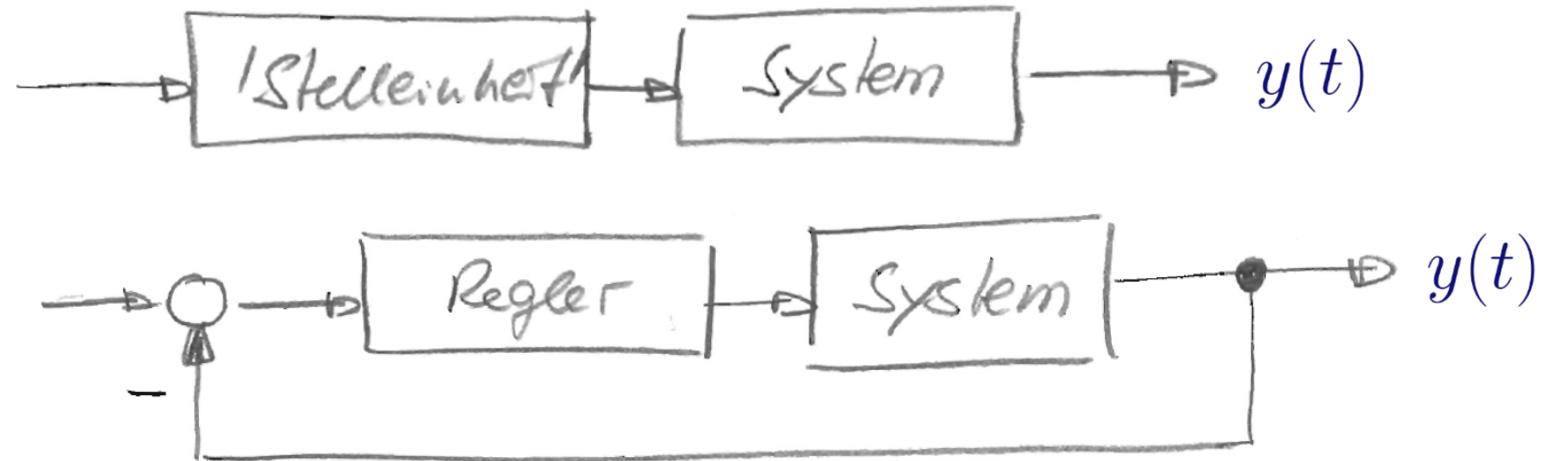 'Stelleinheit' System y(t)
Regler System y(t)
−